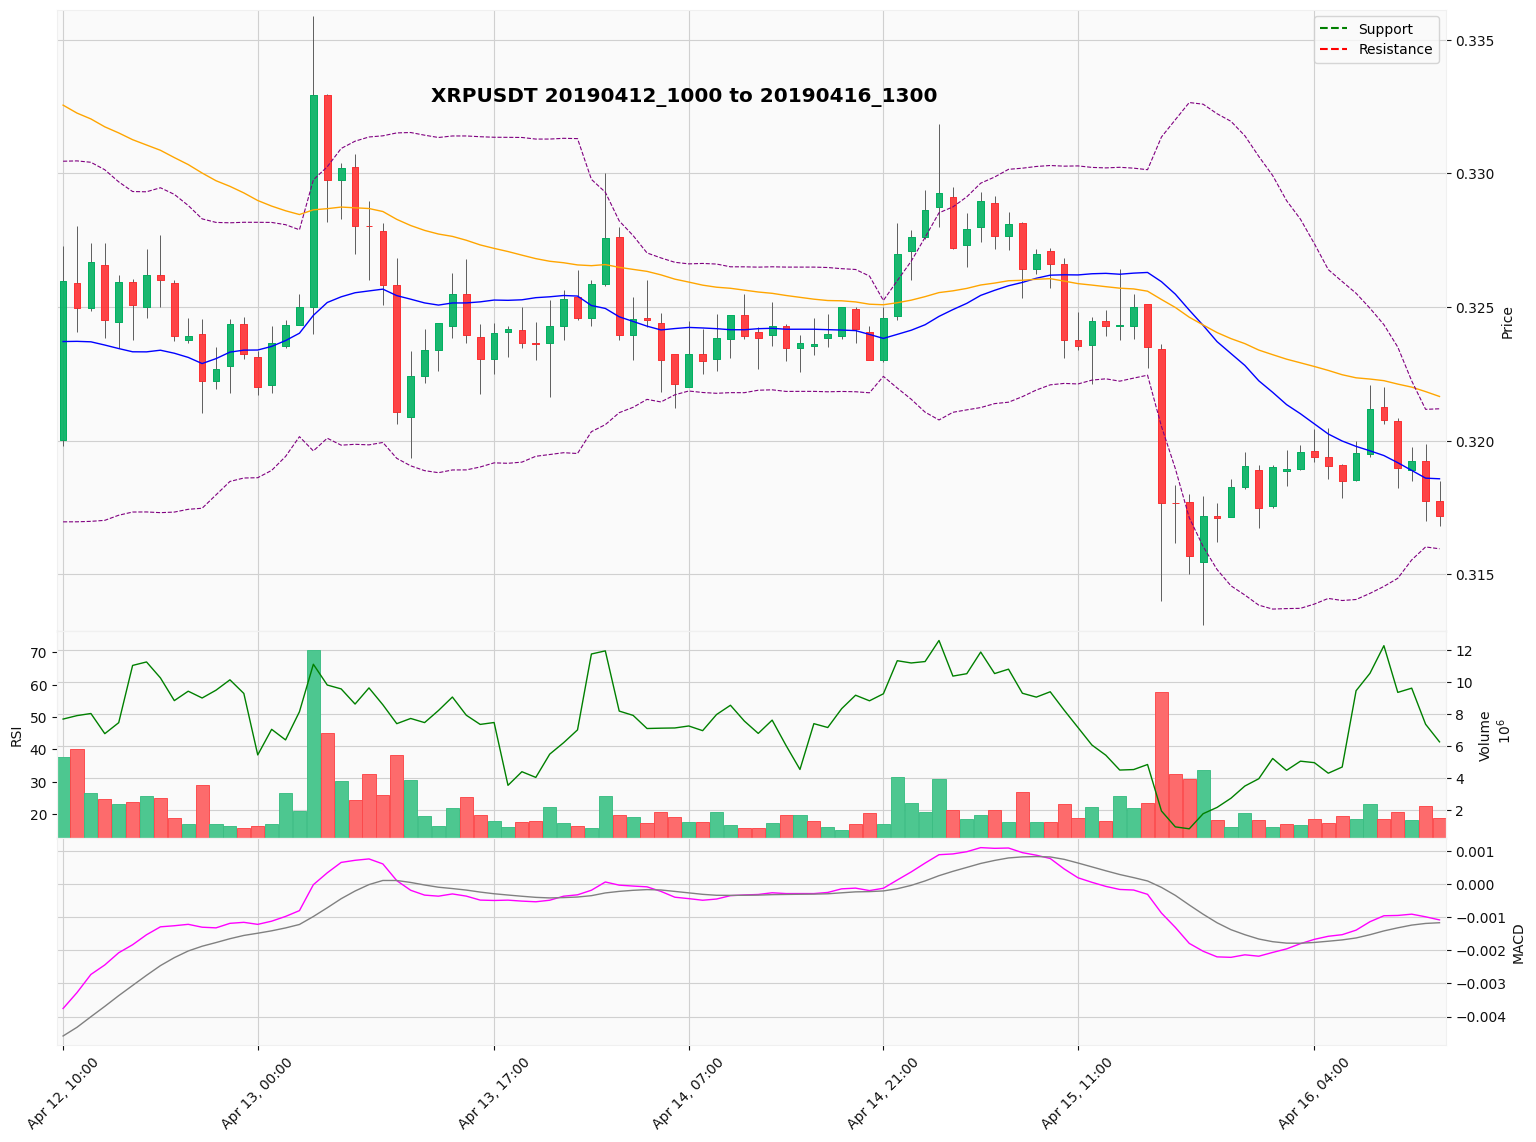 XRPUSDT 20190412_1000 to 20190416_1300
Support
Resistance
0.335
0.330
0.325
0.320
0.315
Price
70
60
50
40
30
20
RSI
12
10
8
6
4
2
Volume
10^6
0.001
0.000
−0.001
−0.002
−0.003
−0.004
MACD
Apr 12, 10:00
Apr 13, 00:00
Apr 13, 17:00
Apr 14, 07:00
Apr 14, 21:00
Apr 15, 11:00
Apr 16, 04:00